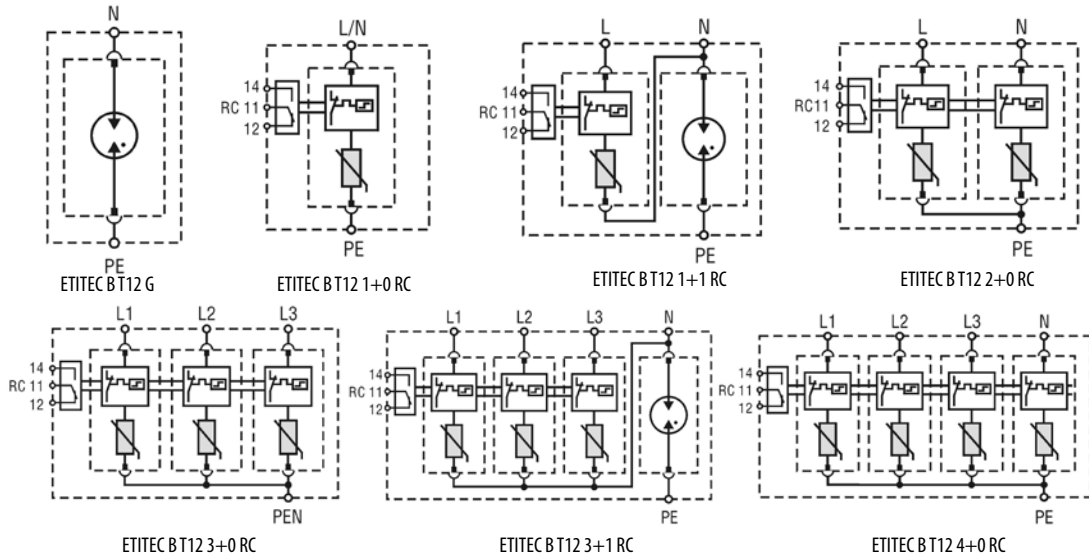 N
PE
ETITEC B T12 G
L/N
14
RC 11
12
PE
ETITEC B T12 1+0 RC
L N
14
RC 11
12
PE
ETITEC B T12 1+1 RC
L N
14
RC11
12
PE
ETITEC B T12 2+0 RC
L1 L2 L3
14
RC 11
12
PEN
ETITEC B T12 3+0 RC
L1 L2 L3 N
14
RC 11
12
PE
ETITEC B T12 3+1 RC
L1 L2 L3 N
14
RC 11
12
PE
ETITEC B T12 4+0 RC